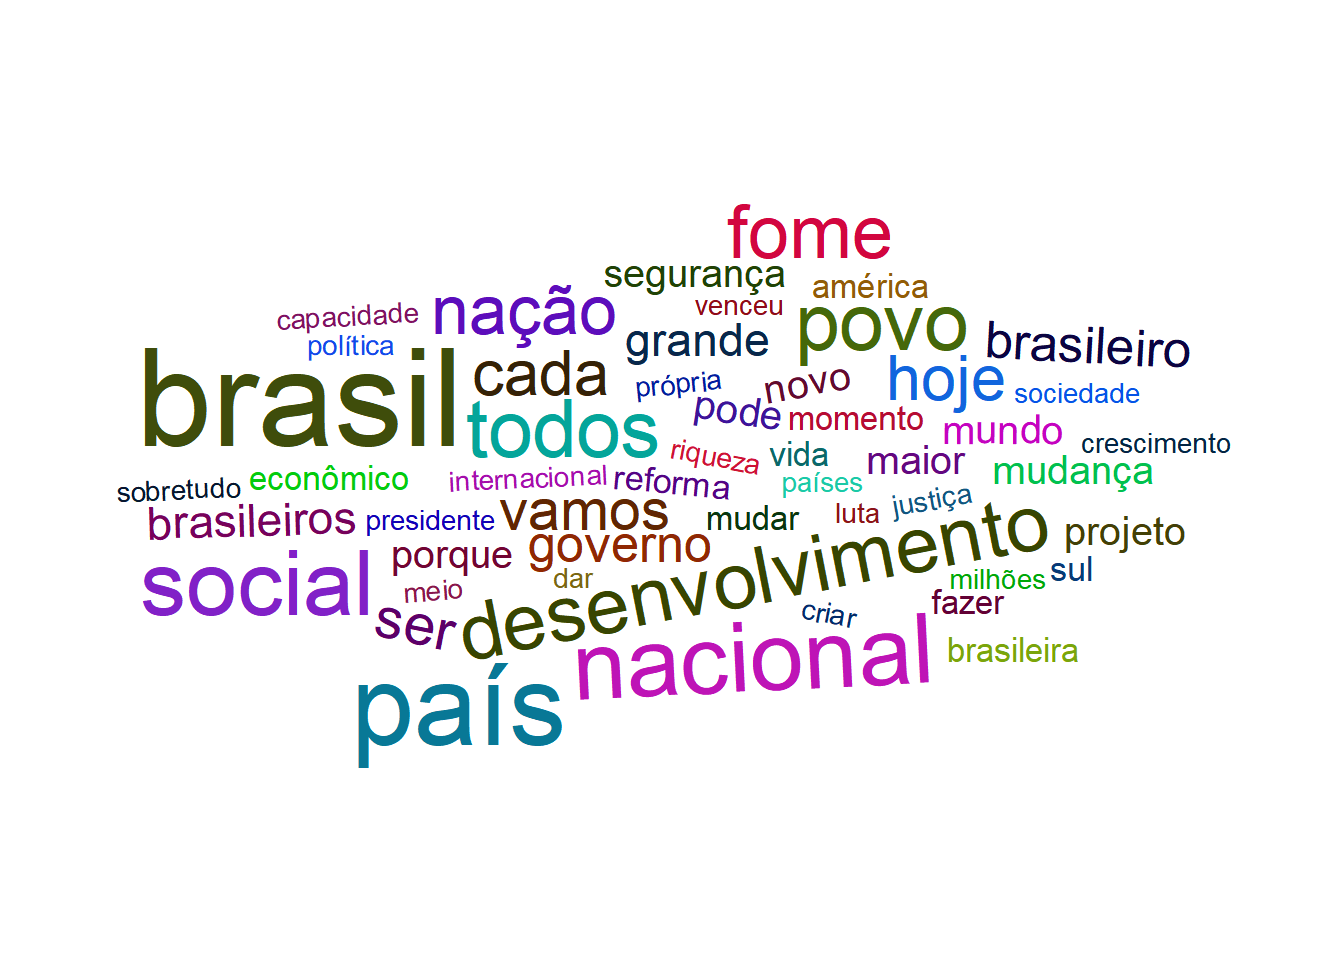 fome
segurança
américa
venceu
capacidade
nação
povo
grande
brasileiro
política
brasil
cada
própria
novo
hoje
sociedade
todos
pode
momento
mundo
crescimento
riqueza
vida
maior
mudança
sobretudo
econômico
internacional
reforma
países
justiça
brasileiros
presidente
vamos
mudar
luta
projeto
porque
governo
desenvolvimento
social
meio
dar
milhões
sul
fazer
ser
criar
nacional
brasileira
país